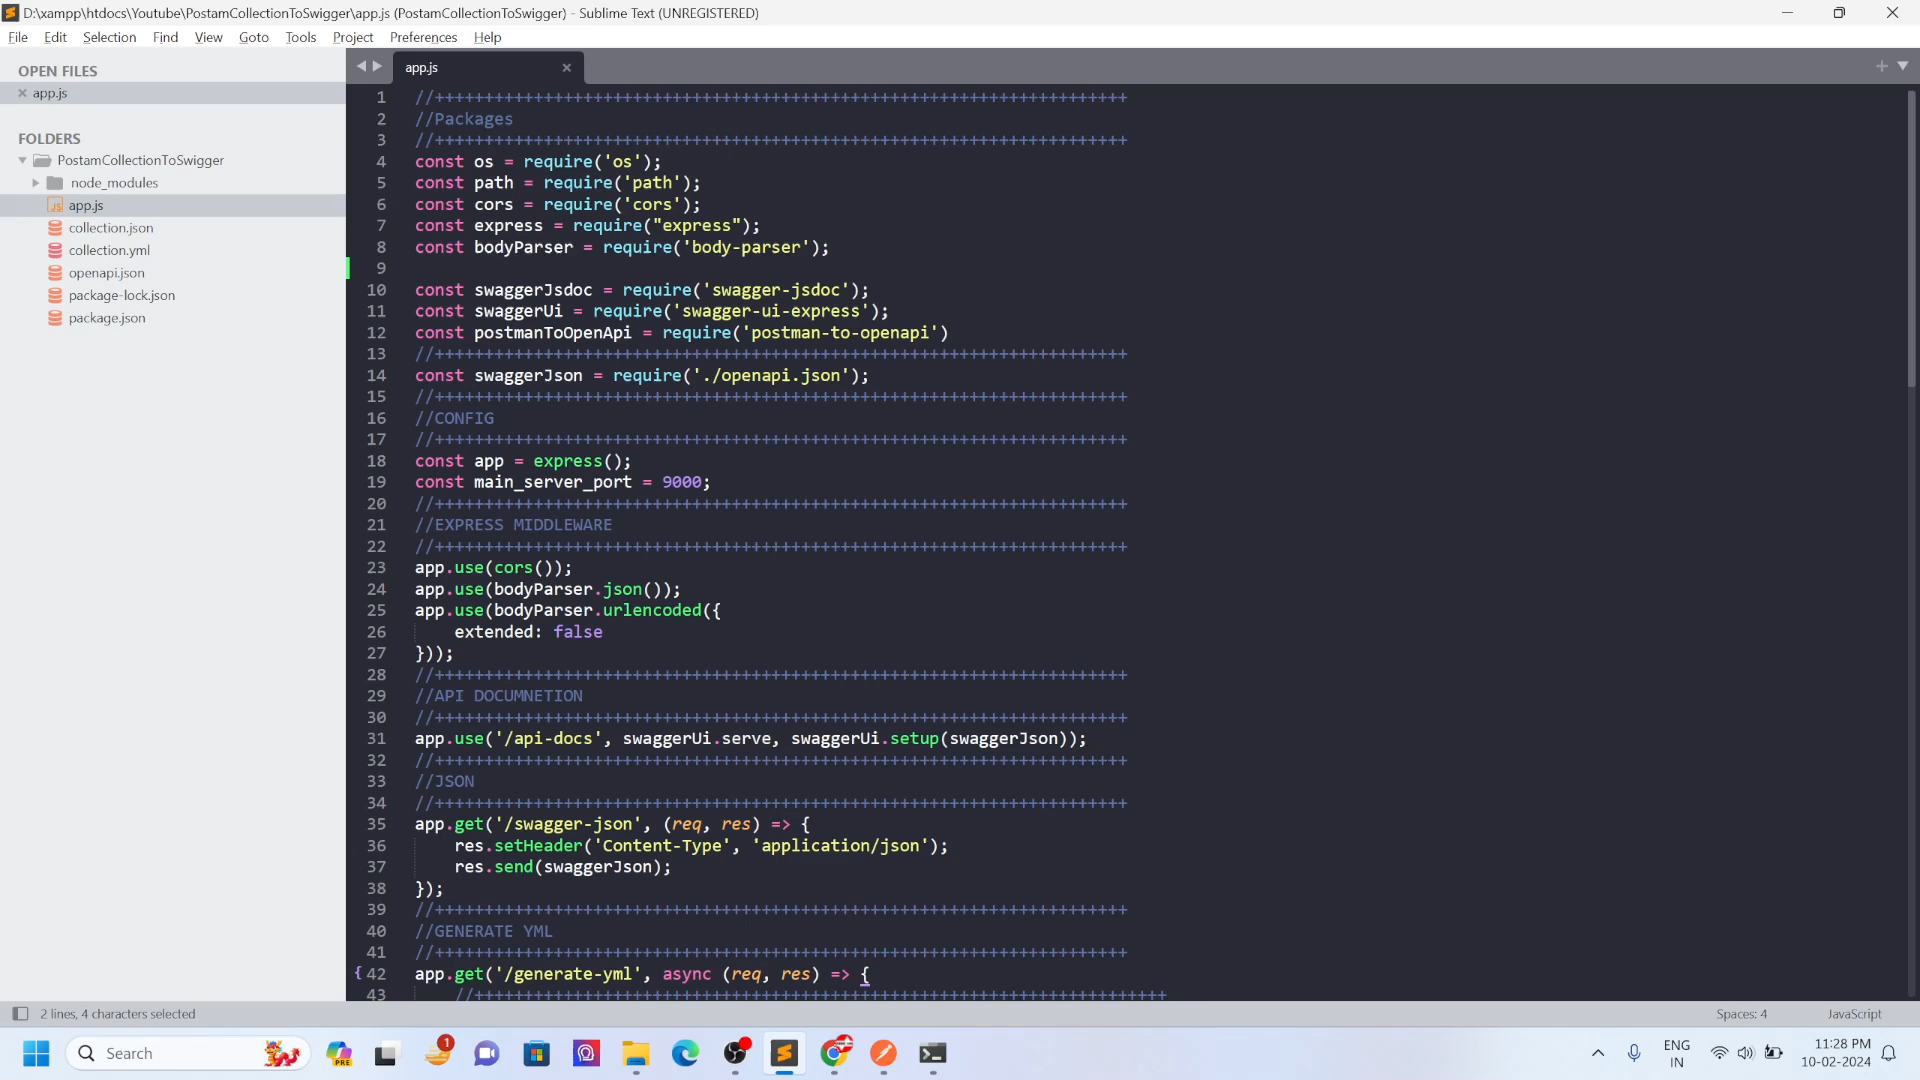 D:\xampp\htdocs\Youtube\PostamCollectionToSwigger\app.js (PostamCollectionToSwigger) - Sublime Text (UNREGISTERED)
File Edit Selection Find View Goto Tools Project Preferences Help
OPEN FILES
app.js
FOLDERS
PostamCollectionToSwigger
node_modules
app.js
collection.json
collection.yml
openapi.json
package-lock.json
package.json
app.js
1 //+++++++++++++++++++++++++++++++++++++++++++++++++++++++++++++++++++++++
2 //Packages
3 //+++++++++++++++++++++++++++++++++++++++++++++++++++++++++++++++++++++++
4 const os = require('os');
5 const path = require('path');
6 const cors = require('cors');
7 const express = require("express");
8 const bodyParser = require('body-parser');
9
10 const swaggerJsdoc = require('swagger-jsdoc');
11 const swaggerUi = require('swagger-ui-express');
12 const postmanToOpenApi = require('postman-to-openapi')
13 //+++++++++++++++++++++++++++++++++++++++++++++++++++++++++++++++++++++++
14 const swaggerJson = require('./openapi.json');
15 //+++++++++++++++++++++++++++++++++++++++++++++++++++++++++++++++++++++++
16 //CONFIG
17 //+++++++++++++++++++++++++++++++++++++++++++++++++++++++++++++++++++++++
18 const app = express();
19 const main_server_port = 9000;
20 //+++++++++++++++++++++++++++++++++++++++++++++++++++++++++++++++++++++++
21 //EXPRESS MIDDLEWARE
22 //+++++++++++++++++++++++++++++++++++++++++++++++++++++++++++++++++++++++
23 app.use(cors());
24 app.use(bodyParser.json());
25 app.use(bodyParser.urlencoded({
26     extended: false
27 }));
28 //+++++++++++++++++++++++++++++++++++++++++++++++++++++++++++++++++++++++
29 //API DOCUMNETION
30 //+++++++++++++++++++++++++++++++++++++++++++++++++++++++++++++++++++++++
31 app.use('/api-docs', swaggerUi.serve, swaggerUi.setup(swaggerJson));
32 //+++++++++++++++++++++++++++++++++++++++++++++++++++++++++++++++++++++++
33 //JSON
34 //+++++++++++++++++++++++++++++++++++++++++++++++++++++++++++++++++++++++
35 app.get('/swagger-json', (req, res) => {
36     res.setHeader('Content-Type', 'application/json');
37     res.send(swaggerJson);
38 });
39 //+++++++++++++++++++++++++++++++++++++++++++++++++++++++++++++++++++++++
40 //GENERATE YML
41 //+++++++++++++++++++++++++++++++++++++++++++++++++++++++++++++++++++++++
{ 42 app.get('/generate-yml', async (req, res) => {
43     //+++++++++++++++++++++++++++++++++++++++++++++++++++++++++++++++++++++++
2 lines, 4 characters selected
Spaces: 4
JavaScript
Search
PRE
1
ENG
IN
11:28 PM
10-02-2024